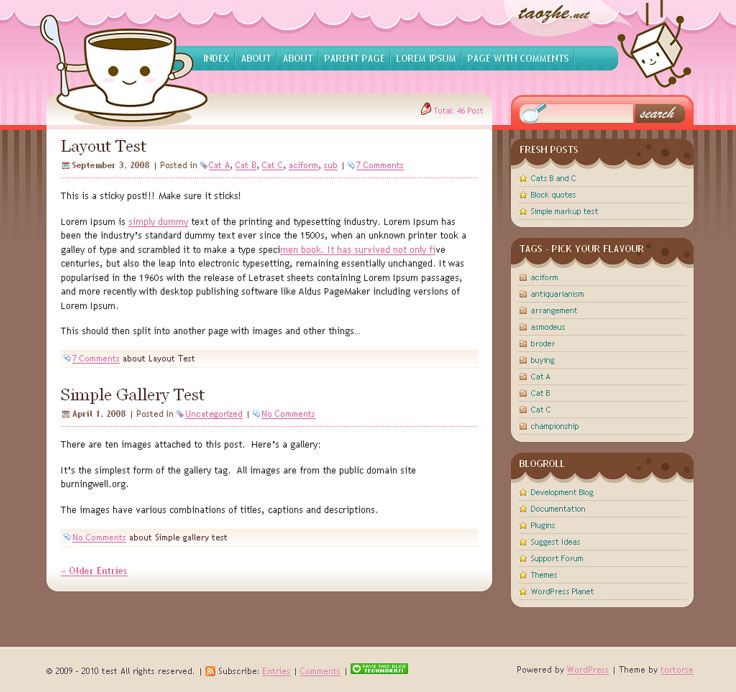 taozhe.net
INDEX ABOUT ABOUT PARENT PAGE LOREM IPSUM PAGE WITH COMMENTS
Total: 46 Post
search
Layout Test
September 3, 2008 | Posted in Cat A, Cat B, Cat C, aciform, sub | 7 Comments
This is a sticky post!!! Make sure it sticks!
Lorem Ipsum is simply dummy text of the printing and typesetting industry. Lorem Ipsum has
been the industry's standard dummy text ever since the 1500s, when an unknown printer took a
galley of type and scrambled it to make a type specimen book. It has survived not only five
centuries, but also the leap into electronic typesetting, remaining essentially unchanged. It was
popularised in the 1960s with the release of Letraset sheets containing Lorem Ipsum passages,
and more recently with desktop publishing software like Aldus PageMaker including versions of
Lorem Ipsum.
This should then split into another page with images and other things...
7 Comments about Layout Test
Simple Gallery Test
April 1, 2008 | Posted in Uncategorized | No Comments
There are ten images attached to this post. Here's a gallery:
It's the simplest form of the gallery tag. All images are from the public domain site
burningwell.org.
The images have various combinations of titles, captions and descriptions.
No Comments about Simple gallery test
« Older Entries
FRESH POSTS
Cats B and C
Block quotes
Simple markup test
TAGS - PICK YOUR FLAVOUR
aciform
antiquarianism
arrangement
asmodeus
broder
buying
Cat A
Cat B
Cat C
championship
BLOGROLL
Development Blog
Documentation
Plugins
Suggest Ideas
Support Forum
Themes
WordPress Planet
© 2009 - 2010 test All rights reserved. | Subscribe: Entries | Comments | FAVE THIS BLOG TECHNORATI
Powered by WordPress | Theme by tortorse